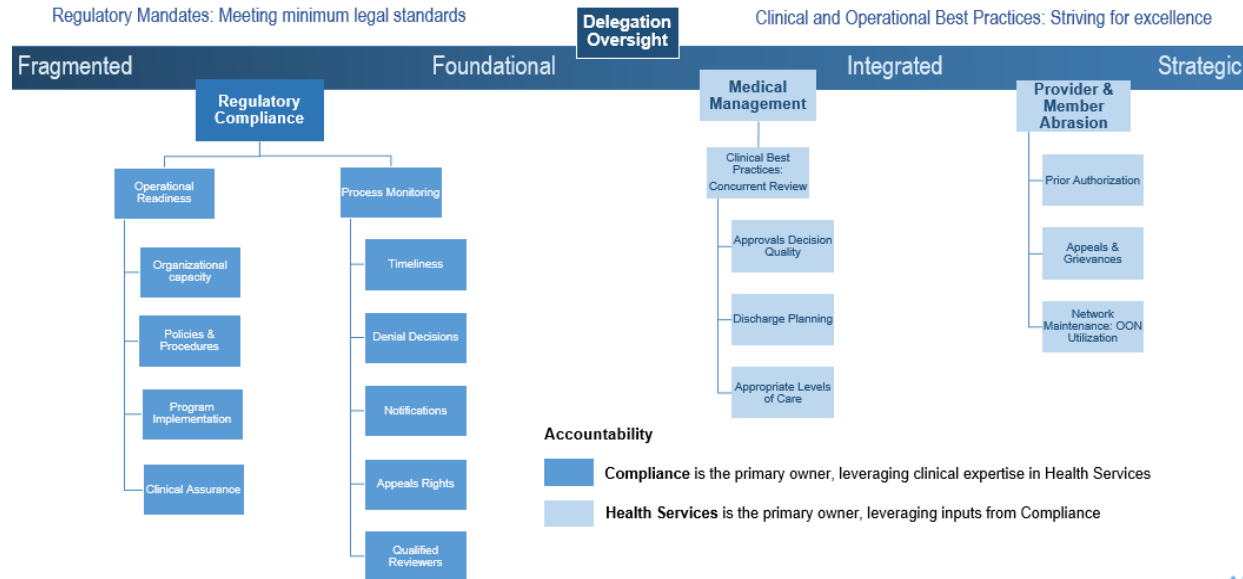 Regulatory Mandates: Meeting minimum legal standards
Delegation
Oversight
Clinical and Operational Best Practices: Striving for excellence
Fragmented
Foundational
Integrated
Strategic
Regulatory
Compliance
Operational
Readiness
Organizational
capacity
Policies &
Procedures
Program
Implementation
Clinical Assurance
Process Monitoring
Timeliness
Denial Decisions
Notifications
Appeals Rights
Qualified
Reviewers
Medical
Management
Clinical Best
Practices:
Concurrent Review
Approvals Decision
Quality
Discharge Planning
Appropriate Levels
of Care
Provider &
Member
Abrasion
Prior Authorization
Appeals &
Grievances
Network
Maintenance: OON
Utilization
Accountability
Compliance is the primary owner, leveraging clinical expertise in Health Services
Health Services is the primary owner, leveraging inputs from Compliance